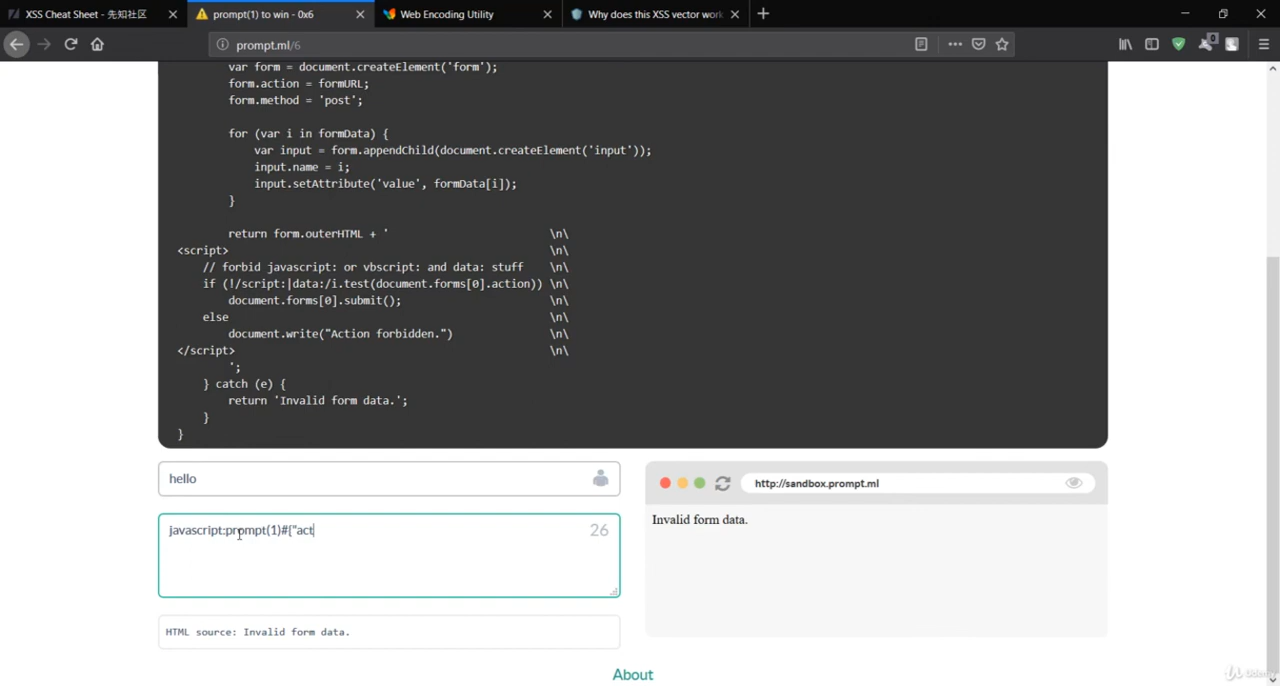 XSS Cheat Sheet - 先知社区
prompt(1) to win - 0x6
Web Encoding Utility
Why does this XSS vector work
prompt.ml/6
0
var form = document.createElement('form');
form.action = formURL;
form.method = 'post';
for (var i in formData) {
var input = form.appendChild(document.createElement('input'));
input.name = i;
input.setAttribute('value', formData[i]);
}
return form.outerHTML + ' \n\
<script> \n\
// forbid javascript: or vbscript: and data: stuff \n\
if (!/script:|data:/i.test(document.forms[0].action)) \n\
document.forms[0].submit(); \n\
else \n\
document.write("Action forbidden.") \n\
</script> \n\
';
} catch (e) {
return 'Invalid form data.';
}
}
hello
http://sandbox.prompt.ml
Invalid form data.
javascript:prompt(1)#{"act
26
HTML source: Invalid form data.
About
Udemy